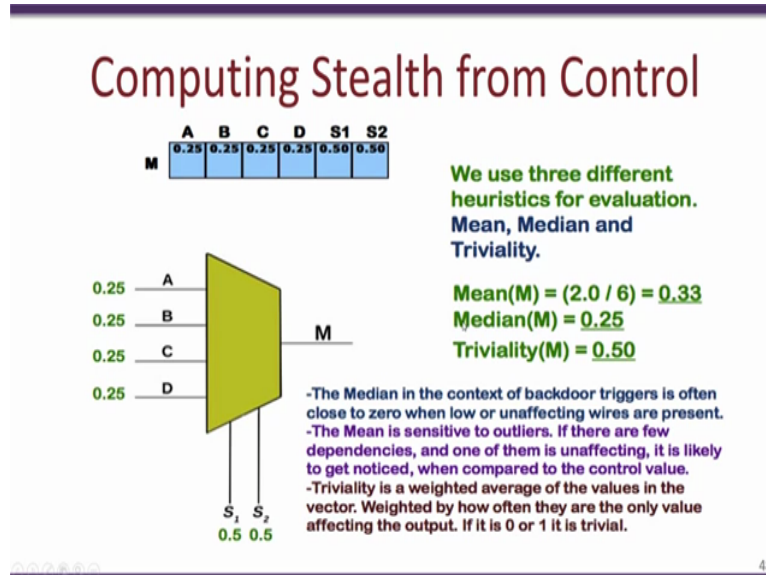 Computing Stealth from Control
A B C D S1 S2
M 0.25 0.25 0.25 0.25 0.50 0.50
We use three different
heuristics for evaluation.
Mean, Median and
Triviality.
Mean(M) = (2.0 / 6) = 0.33
Median(M) = 0.25
Triviality(M) = 0.50
0.25 A
0.25 B
0.25 C
0.25 D
M
S1 S2
0.5 0.5
-The Median in the context of backdoor triggers is often
close to zero when low or unaffecting wires are present.
-The Mean is sensitive to outliers. If there are few
dependencies, and one of them is unaffecting, it is likely
to get noticed, when compared to the control value.
-Triviality is a weighted average of the values in the
vector. Weighted by how often they are the only value
affecting the output. If it is 0 or 1 it is trivial.
4